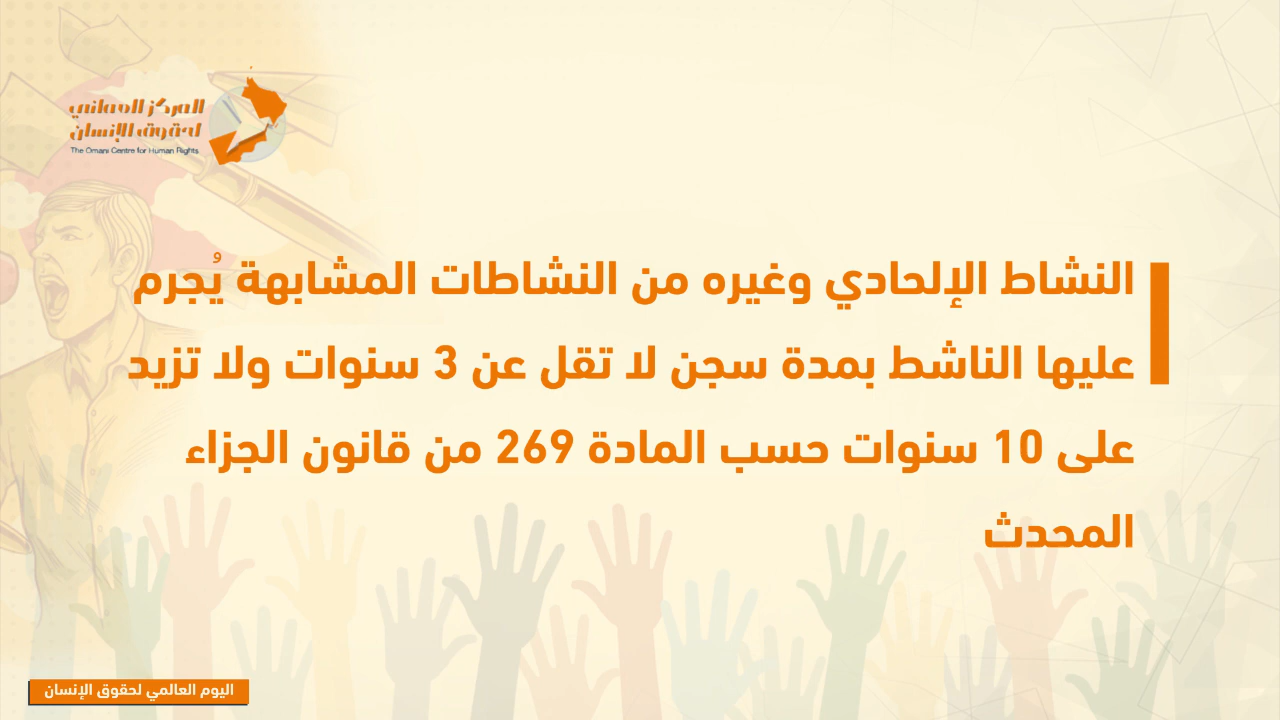 المركز العماني
لحقوق الإنسان
The Omani Centre for Human Rights
النشاط الإلحادي وغيره من النشاطات المشابهة يُجرم
عليها الناشط بمدة سجن لا تقل عن 3 سنوات ولا تزيد
على 10 سنوات حسب المادة 269 من قانون الجزاء
المحدث
اليوم العالمي لحقوق الإنسان